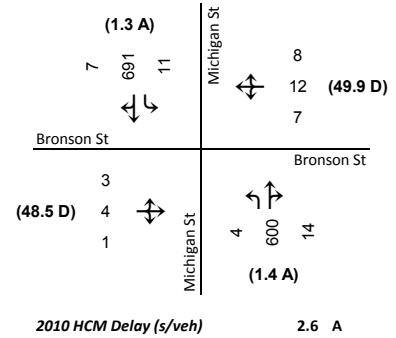 (1.3 A)
7 691 11
Michigan St
8
12 (49.9 D)
7
Bronson St
Bronson St
3
(48.5 D) 4
1
Michigan St
4 600 14
(1.4 A)
2010 HCM Delay (s/veh) 2.6 A